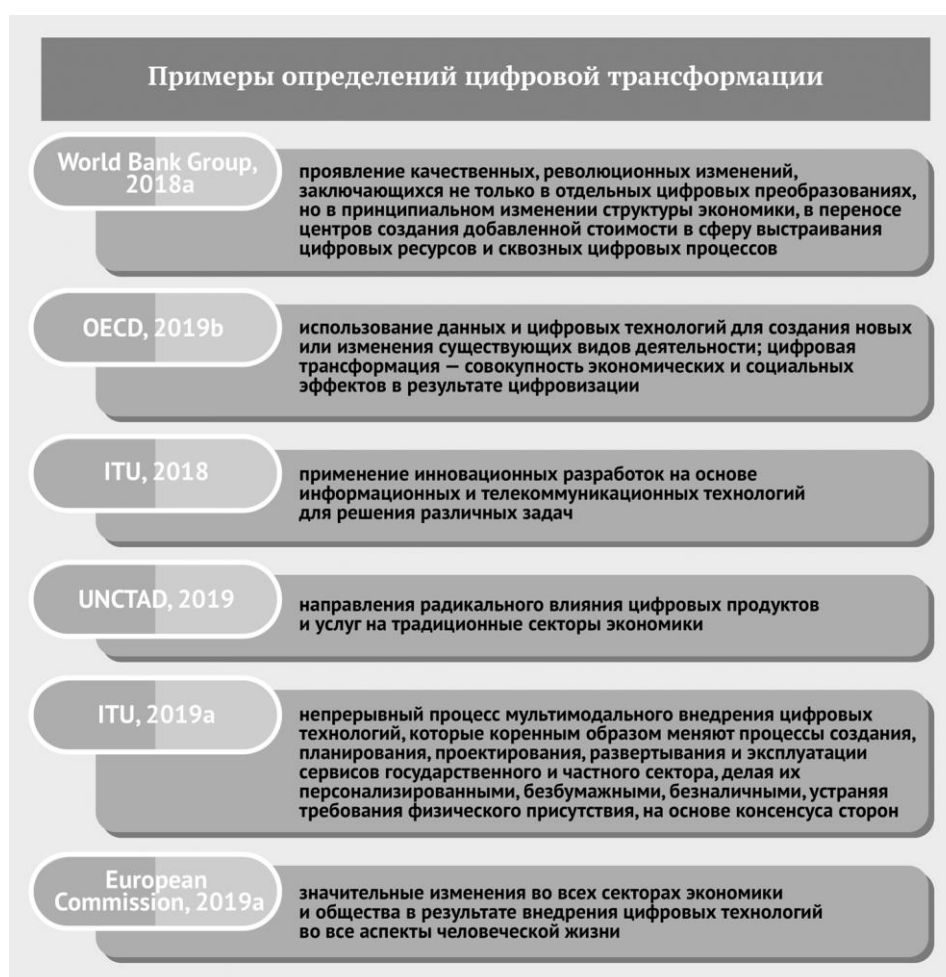 Примеры определений цифровой трансформации
World Bank Group,
2018a
проявление качественных, революционных изменений,
заключающихся не только в отдельных цифровых преобразованиях,
но в принципиальном изменении структуры экономики, в переносе
центров создания добавленной стоимости в сферу выстраивания
цифровых ресурсов и сквозных цифровых процессов
OECD, 2019b
использование данных и цифровых технологий для создания новых
или изменения существующих видов деятельности; цифровая
трансформация — совокупность экономических и социальных
эффектов в результате цифровизации
ITU, 2018
применение инновационных разработок на основе
информационных и телекоммуникационных технологий
для решения различных задач
UNCTAD, 2019
направления радикального влияния цифровых продуктов
и услуг на традиционные секторы экономики
ITU, 2019a
непрерывный процесс мультимодального внедрения цифровых
технологий, которые коренным образом меняют процессы создания,
планирования, проектирования, развертывания и эксплуатации
сервисов государственного и частного сектора, делая их
персонализированными, безбумажными, безналичными, устраняя
требования физического присутствия, на основе консенсуса сторон
European
Commission, 2019a
значительные изменения во всех секторах экономики
и общества в результате внедрения цифровых технологий
во все аспекты человеческой жизни